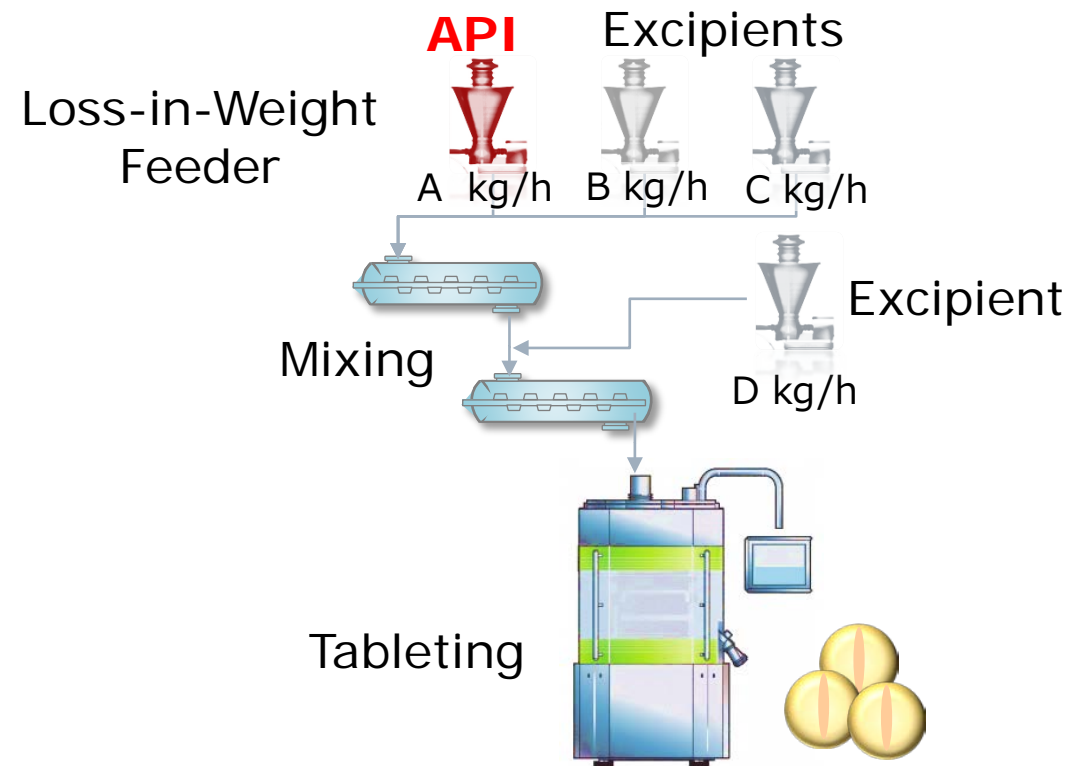 API
Excipients
Loss-in-Weight
Feeder
A kg/h
B kg/h
C kg/h
Excipient
Mixing
D kg/h
Tableting